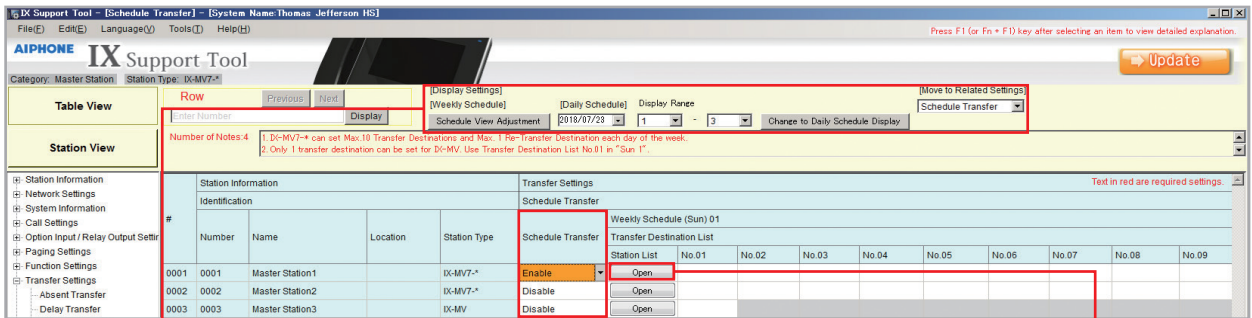 IX Support Tool - [Schedule Transfer] - [System Name:Thomas Jefferson HS]
File(F) Edit(E) Language(V) Tools(T) Help(H)
Press F1 (or Fn + F1) key after selecting an item to view detailed explanation.
AIPHONE IX Support Tool
Update
Category: Master Station Station Type: IX-MV7-*
Table View
Station View
Row
Previous Next
Enter Number Display
[Display Settings]
[Move to Related Settings]
[Weekly Schedule] [Daily Schedule] Display Range
Schedule Transfer
Schedule View Adjustment 2018/07/23 1 - 3 Change to Daily Schedule Display
Number of Notes:4
1. IX-MV7-* can set Max.10 Transfer Destinations and Max. 1 Re-Transfer Destination each day of the week.
2. Only 1 transfer destination can be set for IX-MV. Use Transfer Destination List No.01 in "Sun 1".
Station Information
Network Settings
System Information
Call Settings
Option Input / Relay Output Settir
Paging Settings
Function Settings
Transfer Settings
Absent Transfer
Delay Transfer
Text in red are required settings.
# Station Information Transfer Settings
Identification Schedule Transfer
Weekly Schedule (Sun) 01
Number Name Location Station Type Schedule Transfer Transfer Destination List
Station List No.01 No.02 No.03 No.04 No.05 No.06 No.07 No.08 No.09
0001 0001 Master Station1 IX-MV7-* Enable Open
0002 0002 Master Station2 IX-MV7-* Disable Open
0003 0003 Master Station3 IX-MV Disable Open